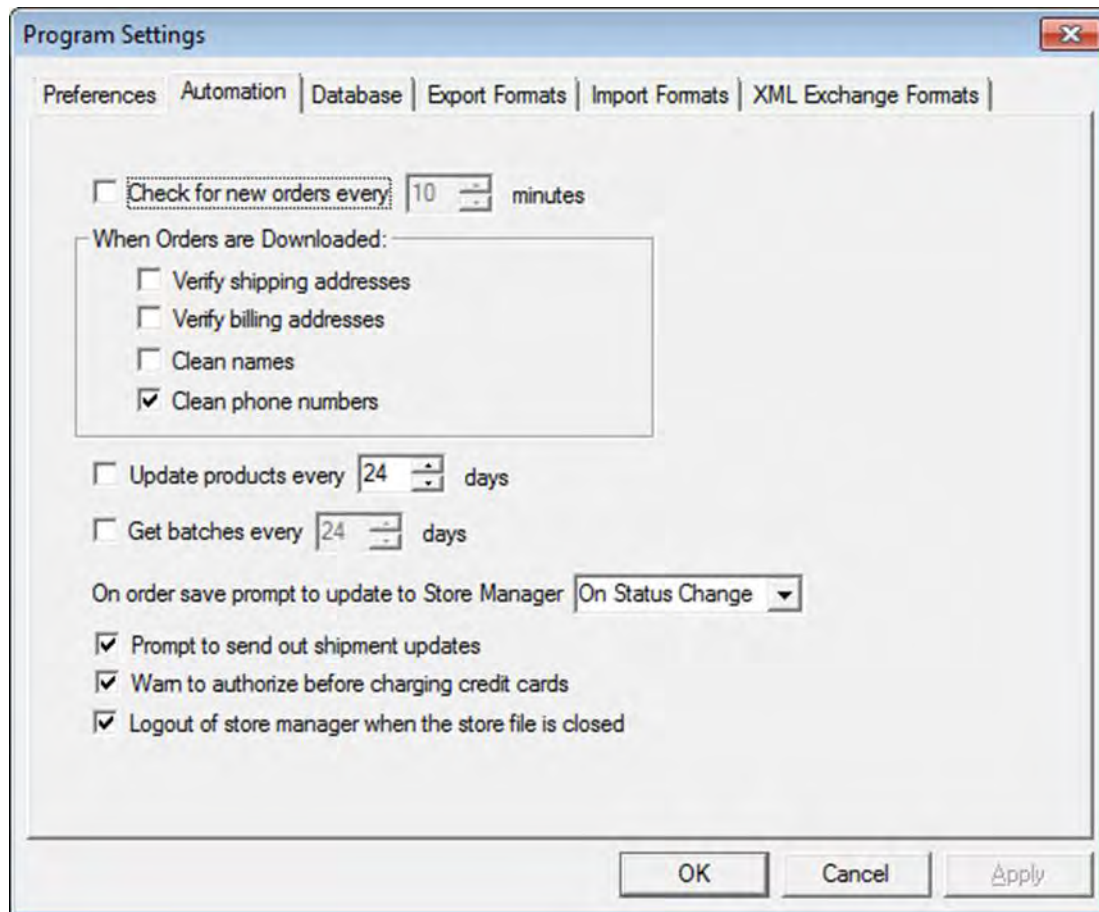 Program Settings
Preferences Automation Database Export Formats Import Formats XML Exchange Formats
Check for new orders every 10 minutes
When Orders are Downloaded:
Verify shipping addresses
Verify billing addresses
Clean names
Clean phone numbers
Update products every 24 days
Get batches every 24 days
On order save prompt to update to Store Manager On Status Change
Prompt to send out shipment updates
Warn to authorize before charging credit cards
Logout of store manager when the store file is closed
OK Cancel Apply